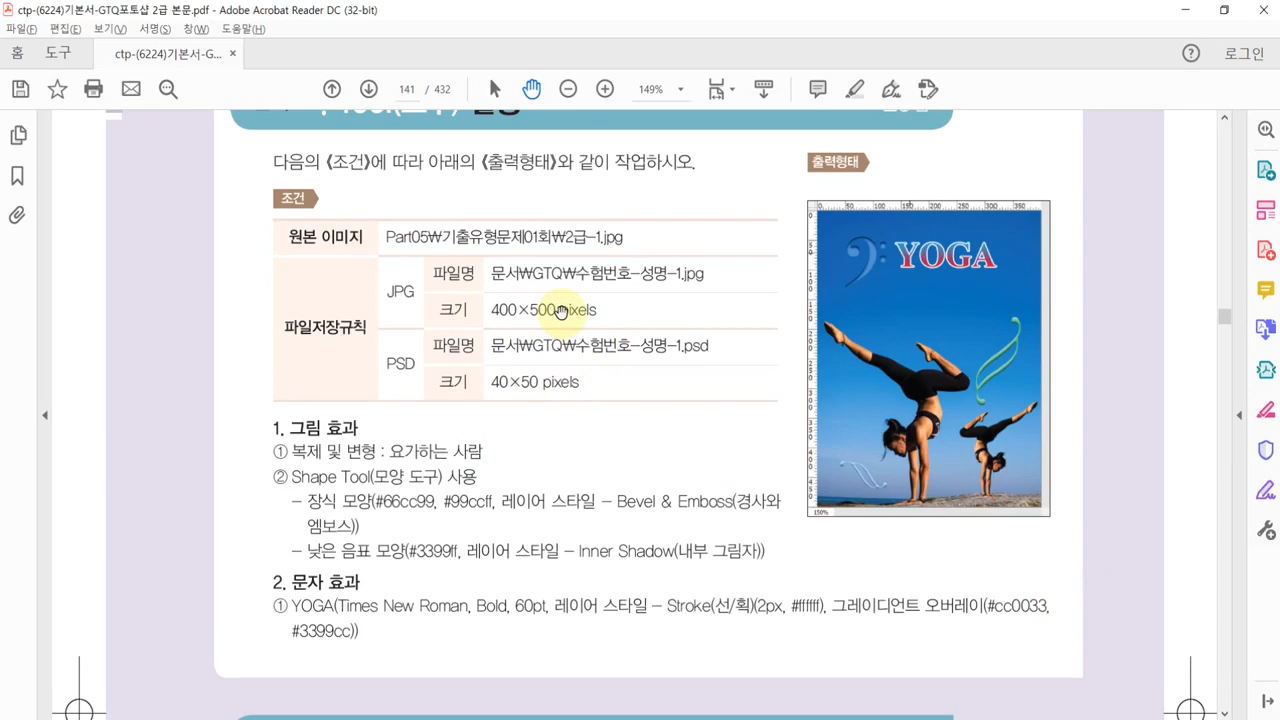 ctp-(6224)기본서-GTQ포토샵 2급 본문.pdf - Adobe Acrobat Reader DC (32-bit)
파일(F) 편집(E) 보기(V) 서명(S) 창(W) 도움말(H)
홈 도구 ctp-(6224)기본서-G... × 로그인
141 / 432 149%
다음의 《조건》에 따라 아래의 《출력형태》와 같이 작업하시오.
출력형태
조건
원본 이미지 Part05₩기출유형문제01회₩2급-1.jpg
파일저장규칙
JPG
파일명 문서₩GTQ₩수험번호-성명-1.jpg
크기 400×500 pixels
PSD
파일명 문서₩GTQ₩수험번호-성명-1.psd
크기 40×50 pixels
0 50 100 150 200 250 300 350
YOGA
150%
1. 그림 효과
① 복제 및 변형 : 요가하는 사람
② Shape Tool(모양 도구) 사용
- 장식 모양(#66cc99, #99ccff, 레이어 스타일 - Bevel & Emboss(경사와
엠보스))
- 낮은 음표 모양(#3399ff, 레이어 스타일 - Inner Shadow(내부 그림자))
2. 문자 효과
① YOGA(Times New Roman, Bold, 60pt, 레이어 스타일 - Stroke(선/획)(2px, #ffffff), 그레이디언트 오버레이(#cc0033,
#3399cc))